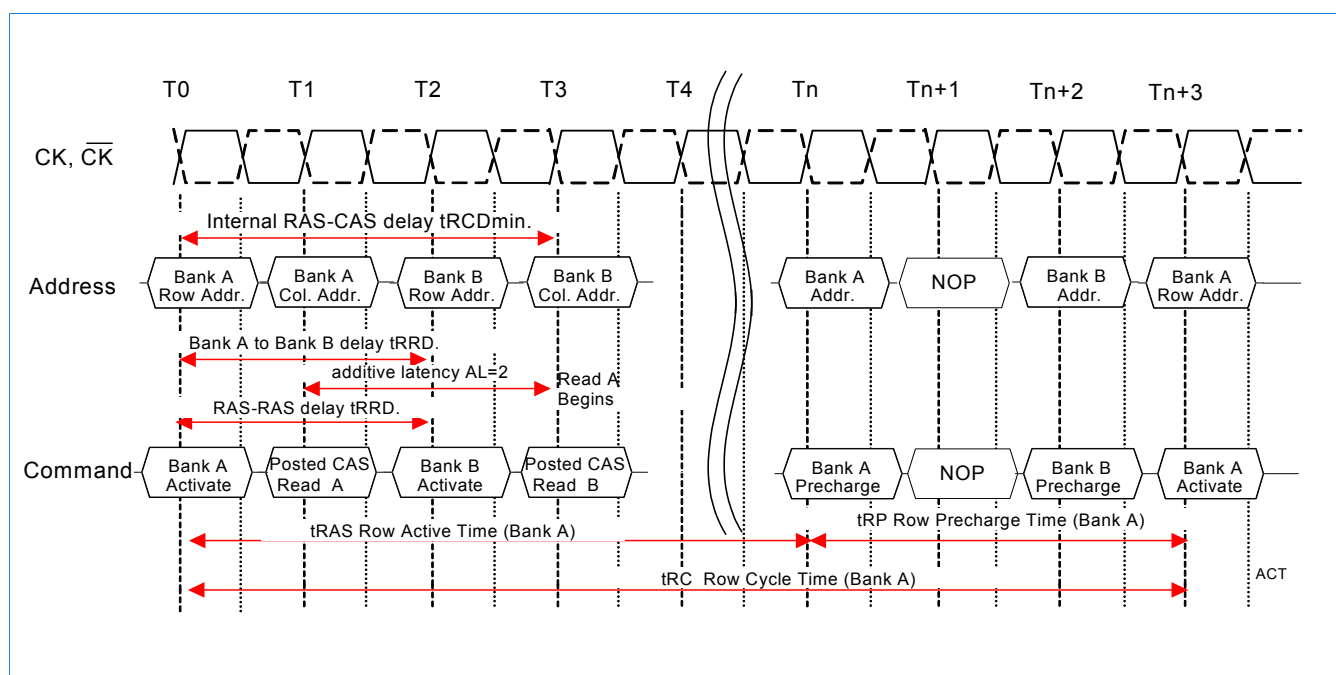 T0 T1 T2 T3 T4 Tn Tn+1 Tn+2 Tn+3
CK, C̅K̅
Internal RAS-CAS delay tRCDmin.
Address
Bank A
Row Addr.
Bank A
Col. Addr.
Bank B
Row Addr.
Bank B
Col. Addr.
Bank A
Addr.
NOP
Bank B
Addr.
Bank A
Row Addr.
Bank A to Bank B delay tRRD.
additive latency AL=2
Read A
Begins
RAS-RAS delay tRRD.
Command
Bank A
Activate
Posted CAS
Read A
Bank B
Activate
Posted CAS
Read B
Bank A
Precharge
NOP
Bank B
Precharge
Bank A
Activate
tRAS Row Active Time (Bank A)
tRP Row Precharge Time (Bank A)
tRC Row Cycle Time (Bank A)
ACT